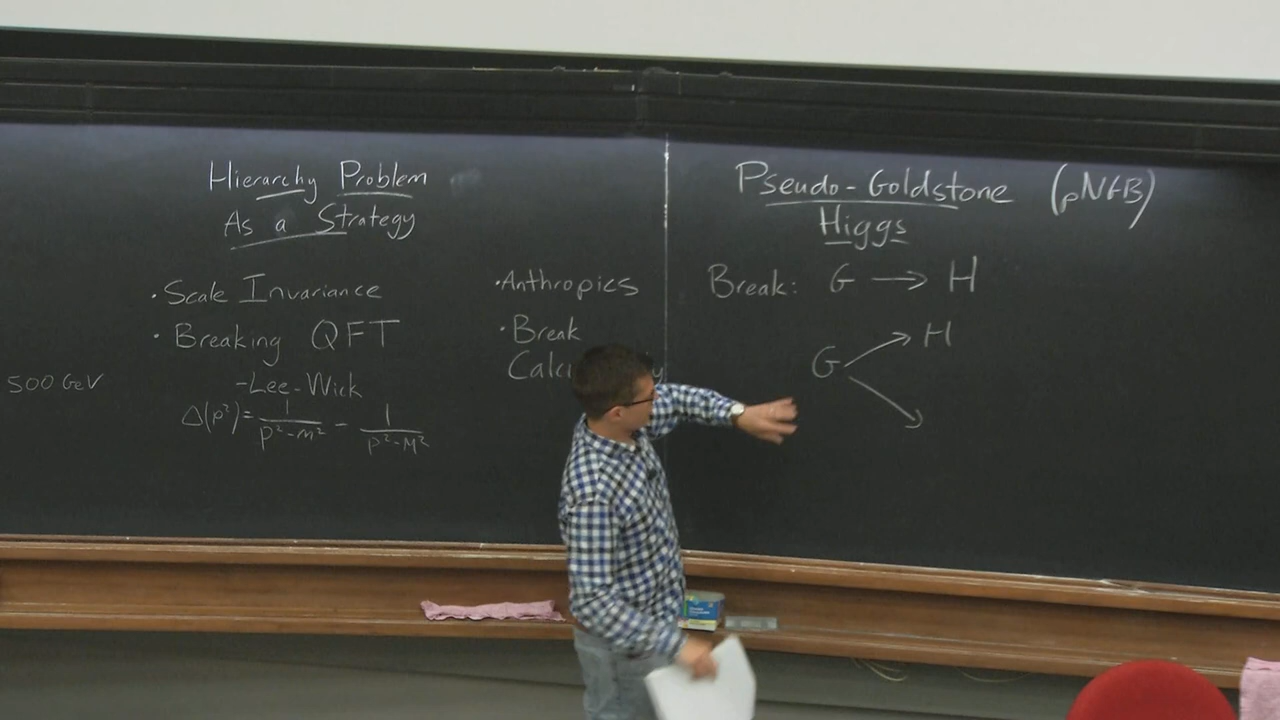 Hierarchy Problem
As a Strategy
· Scale Invariance
· Breaking QFT
- Lee-Wick
Δ(p²) = 1/(p²-m²) - 1/(p²-M²)
500 GeV
· Anthropics
· Break
Pseudo-Goldstone (pNGB)
Higgs
Break: G → H
G → H